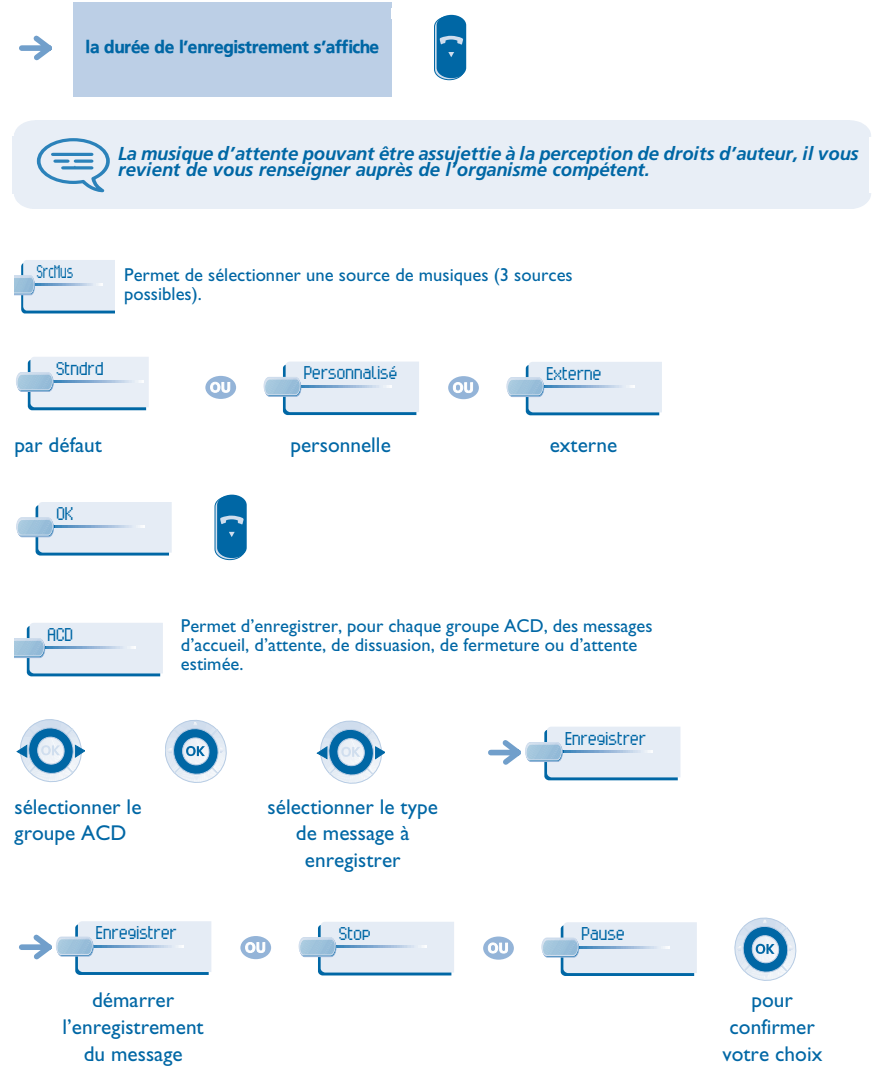 la durée de l’enregistrement s’affiche
La musique d’attente pouvant être assujettie à la perception de droits d’auteur, il vous
revient de vous renseigner auprès de l’organisme compétent.
SrcMus
Permet de sélectionner une source de musiques (3 sources
possibles).
Stndrd
OU
Personnalisé
OU
Externe
par défaut
personnelle
externe
OK
ACD
Permet d’enregistrer, pour chaque groupe ACD, des messages
d’accueil, d’attente, de dissuasion, de fermeture ou d’attente
estimée.
OK
OK
OK
Enregistrer
sélectionner le
groupe ACD
sélectionner le type
de message à
enregistrer
Enregistrer
OU
Stop
OU
Pause
OK
démarrer
l’enregistrement
du message
pour
confirmer
votre choix